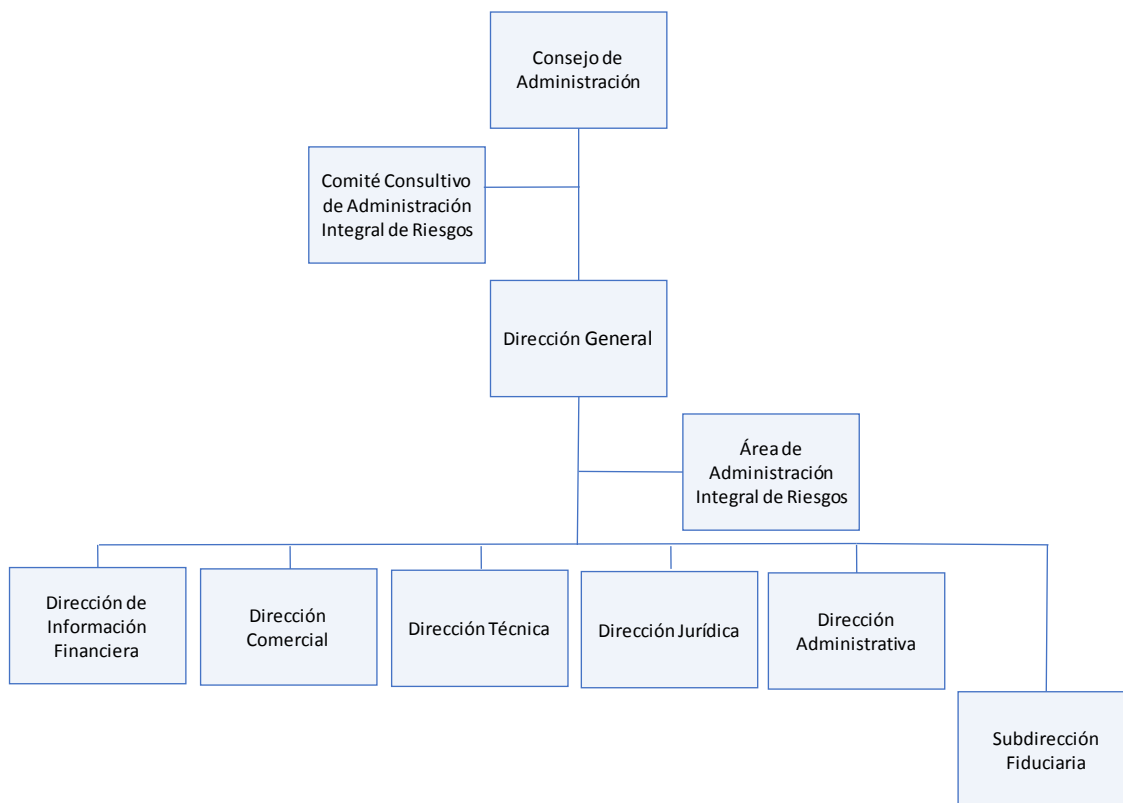 Consejo de
Administración
Comité Consultivo
de Administración
Integral de Riesgos
Dirección General
Área de
Administración
Integral de Riesgos
Dirección de
Información
Financiera
Dirección
Comercial
Dirección Técnica
Dirección Jurídica
Dirección
Administrativa
Subdirección
Fiduciaria